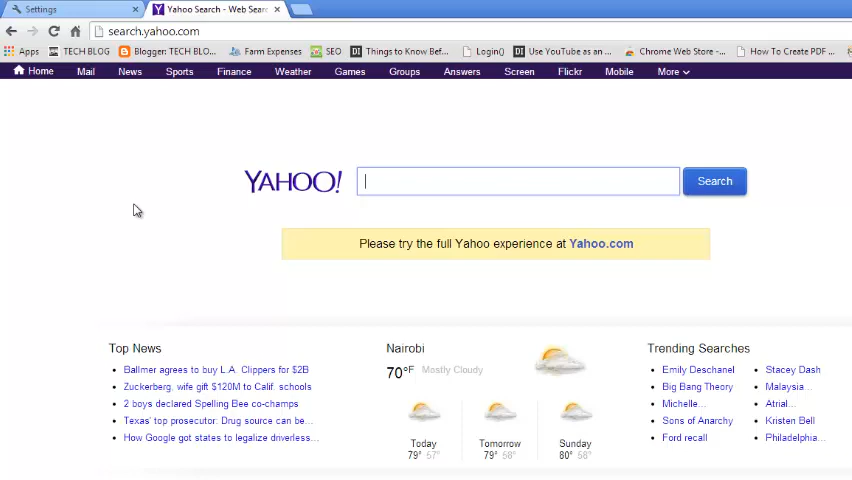 Settings
Yahoo Search - Web Sear
search.yahoo.com
Apps TECH BLOG Blogger: TECH BLO... Farm Expenses SEO Things to Know Bef... Login() Use YouTube as an ... Chrome Web Store -... How To Create PDF ...
Home Mail News Sports Finance Weather Games Groups Answers Screen Flickr Mobile More
YAHOO! Search
Please try the full Yahoo experience at Yahoo.com
Top News
Ballmer agrees to buy L.A. Clippers for $2B
Zuckerberg, wife gift $120M to Calif. schools
2 boys declared Spelling Bee co-champs
Texas' top prosecutor: Drug source can be...
How Google got states to legalize driverless...
Nairobi
70°F Mostly Cloudy
Today Tomorrow Sunday
79° 57° 79° 58° 80° 58°
Trending Searches
Emily Deschanel
Big Bang Theory
Michelle...
Sons of Anarchy
Ford recall
Stacey Dash
Malaysia...
Atrial...
Kristen Bell
Philadelphia...